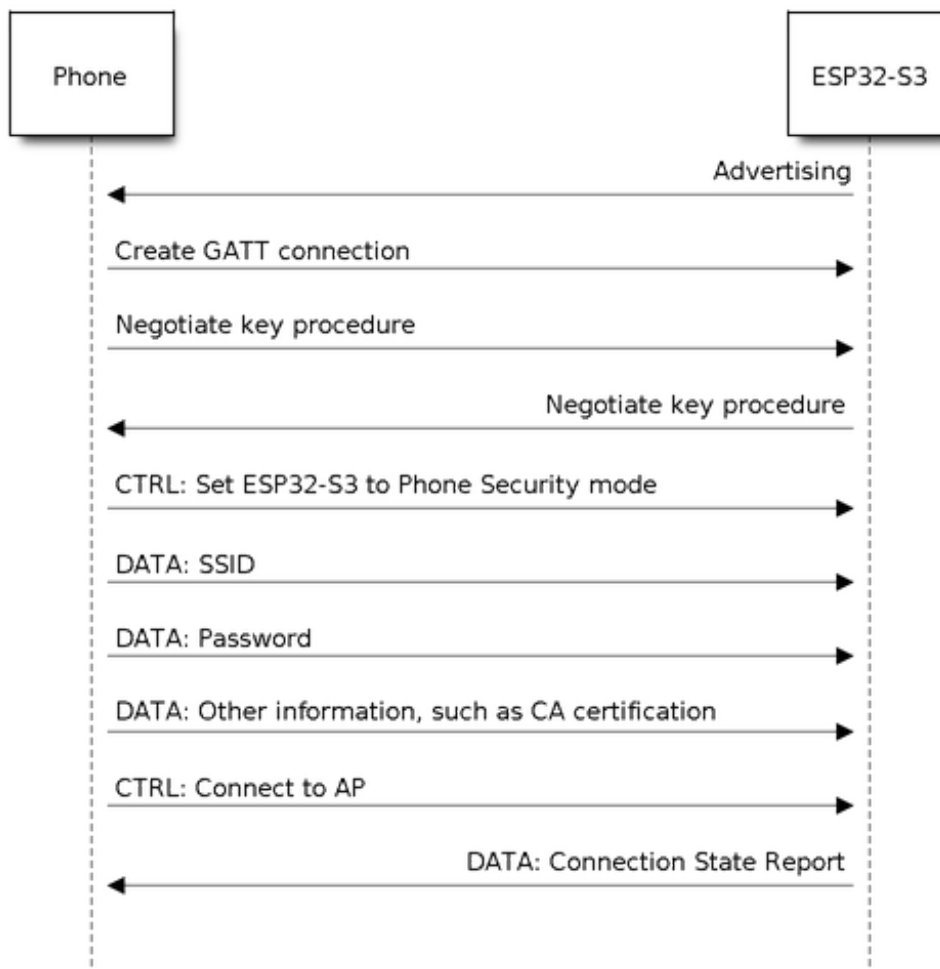 Phone
ESP32-S3
Advertising
Create GATT connection
Negotiate key procedure
Negotiate key procedure
CTRL: Set ESP32-S3 to Phone Security mode
DATA: SSID
DATA: Password
DATA: Other information, such as CA certification
CTRL: Connect to AP
DATA: Connection State Report